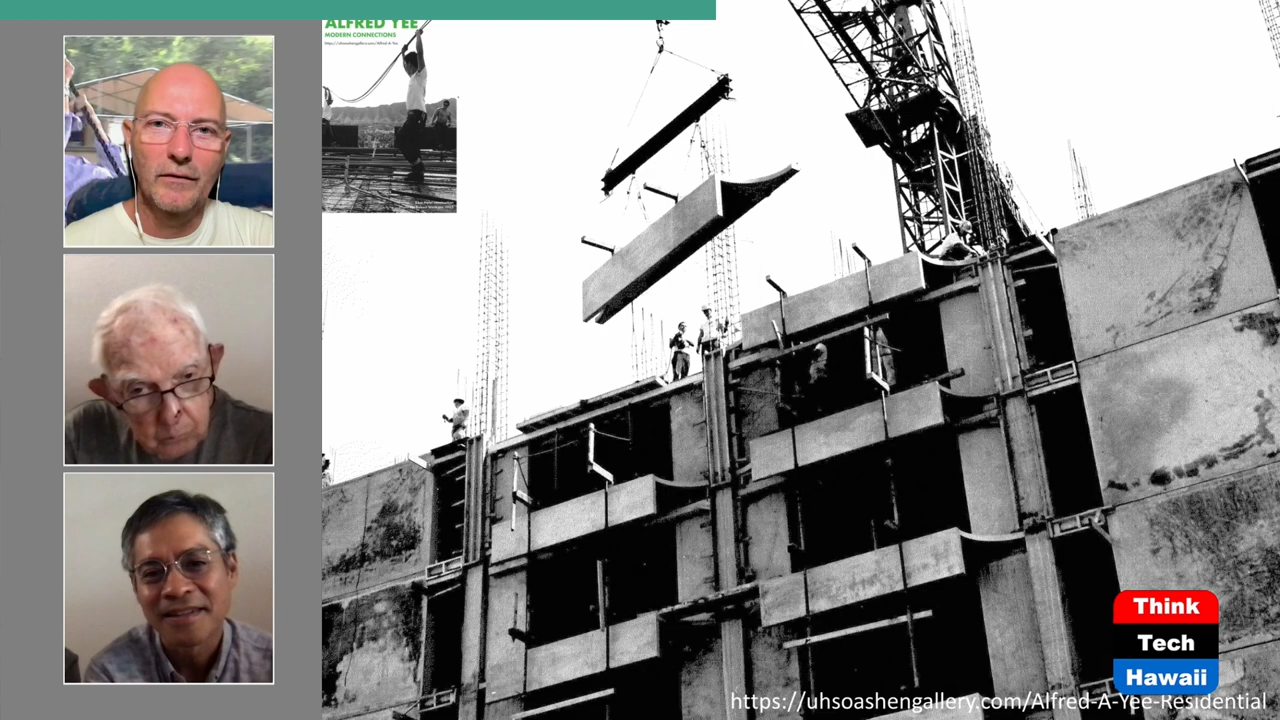 ALFRED YEE
MODERN CONNECTIONS
https://uhsoashengallery.com/Alfred-A-Yee
Think
Tech
Hawaii
https://uhsoashengallery.com/Alfred-A-Yee-Residential